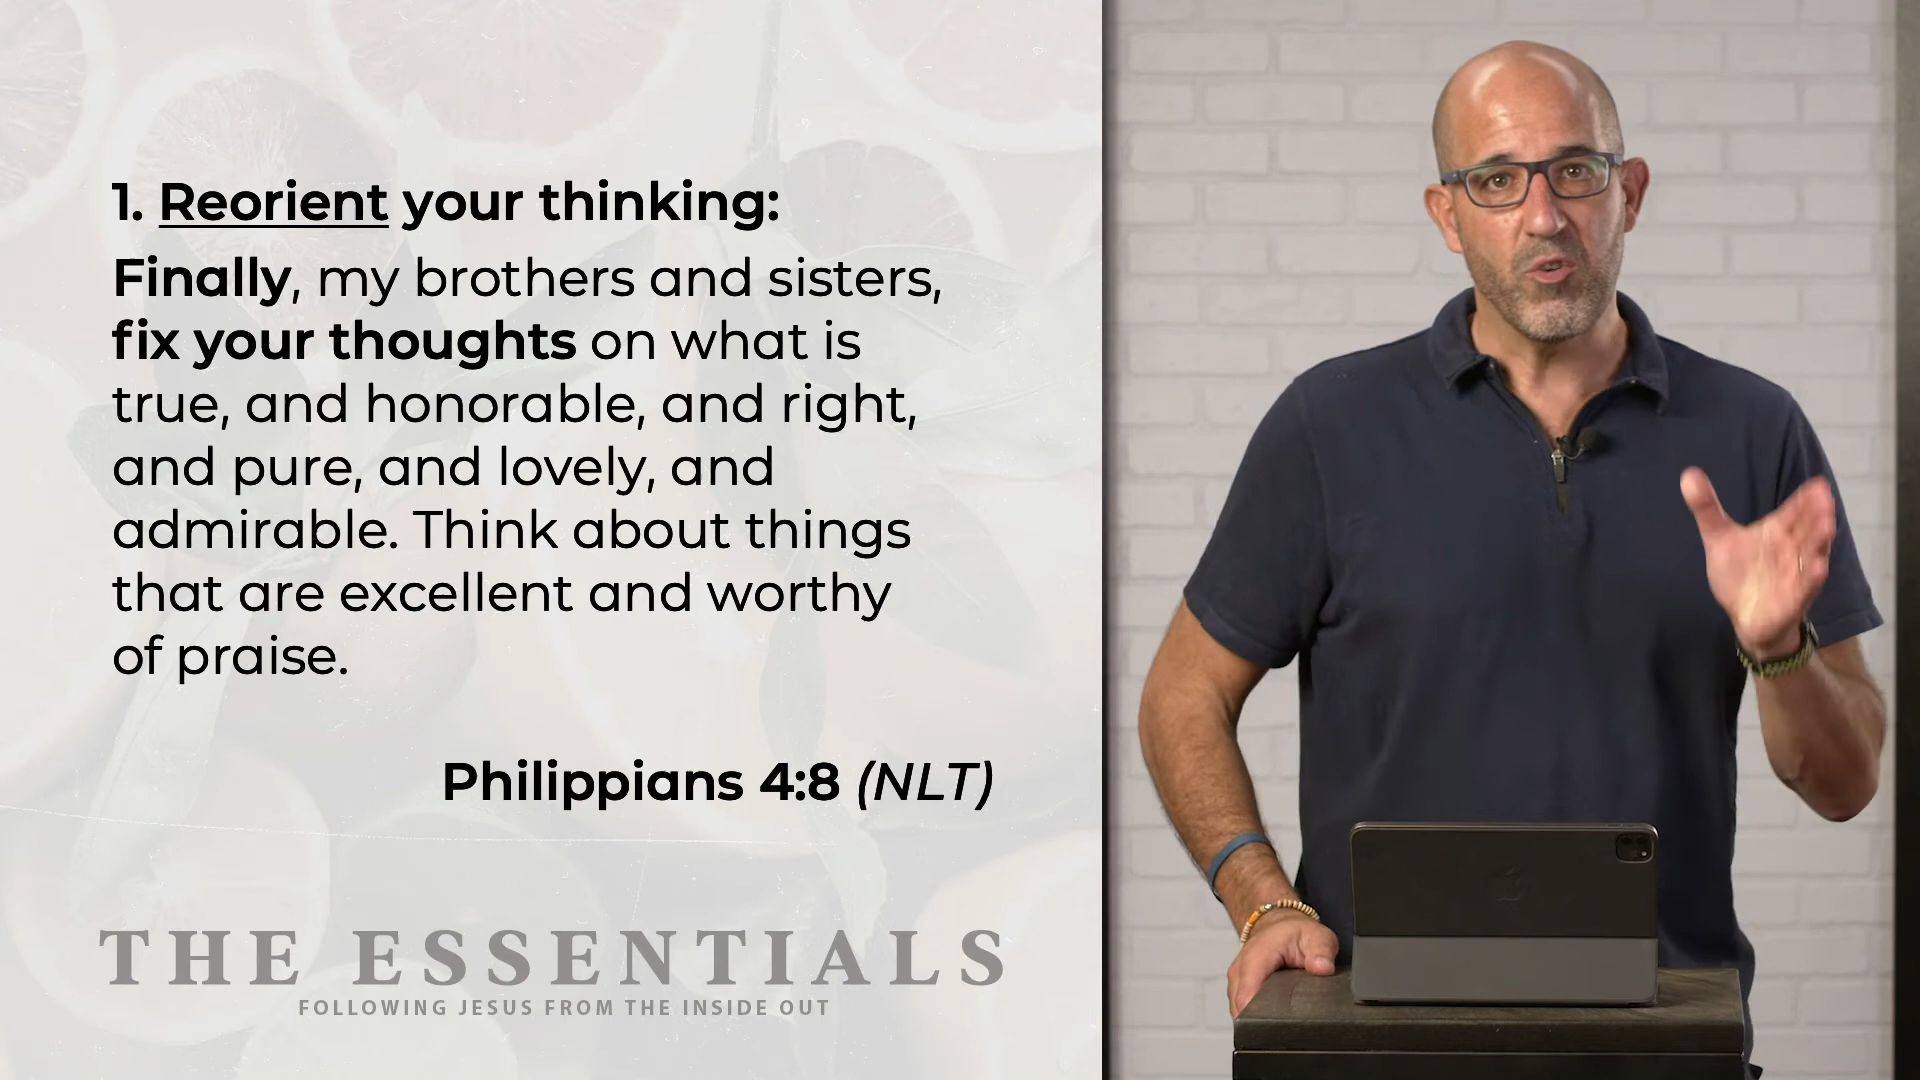 1. Reorient your thinking:
Finally, my brothers and sisters,
fix your thoughts on what is
true, and honorable, and right,
and pure, and lovely, and
admirable. Think about things
that are excellent and worthy
of praise.
Philippians 4:8 (NLT)
THE ESSENTIALS
FOLLOWING JESUS FROM THE INSIDE OUT